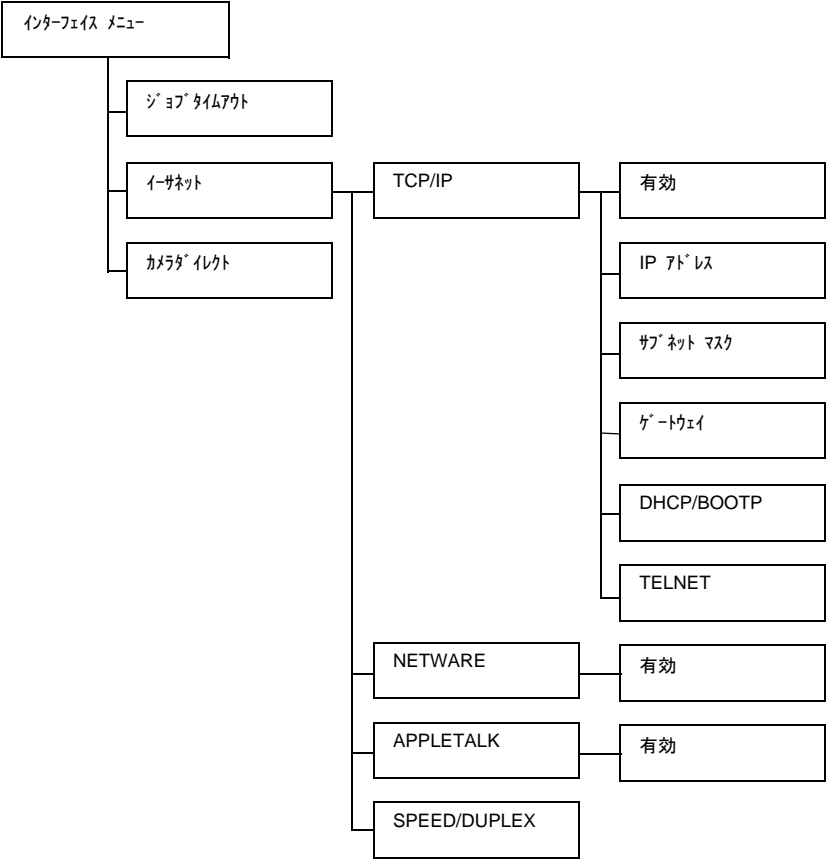 ｲﾝﾀｰﾌｪｲｽ ﾒﾆｭｰ
ｼﾞｮﾌﾞﾀｲﾑｱｳﾄ
ｲｰｻﾈｯﾄ
TCP/IP
有効
ｶﾒﾗﾀﾞｲﾚｸﾄ
IP ｱﾄﾞﾚｽ
ｻﾌﾞﾈｯﾄ ﾏｽｸ
ｹﾞｰﾄｳｪｲ
DHCP/BOOTP
TELNET
NETWARE
有効
APPLETALK
有効
SPEED/DUPLEX